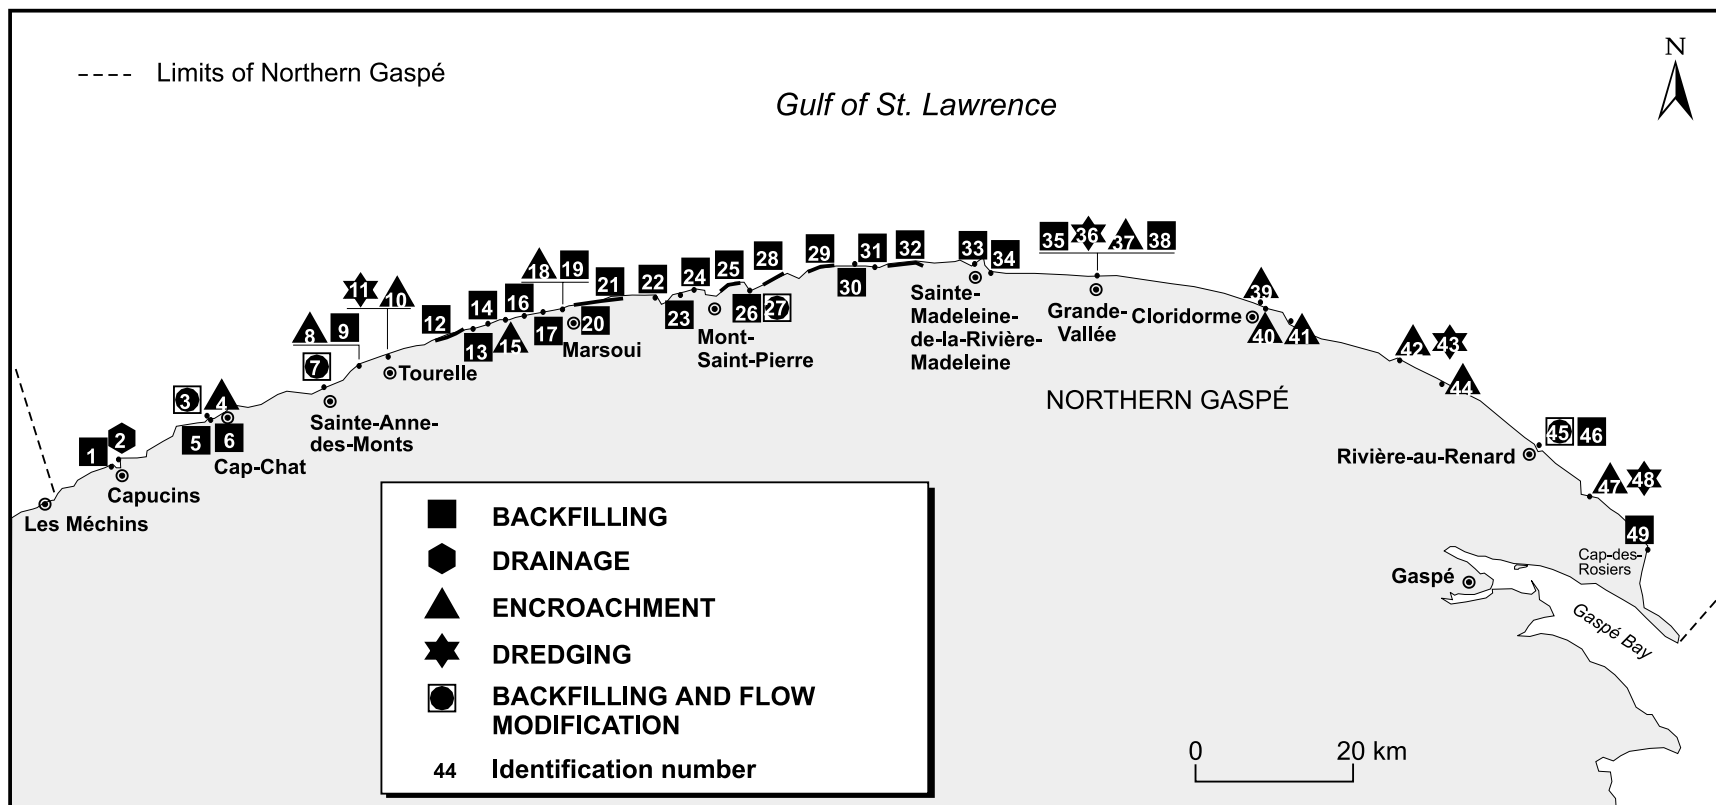 N
Limits of Northern Gaspé
Gulf of St. Lawrence
1
2
3
4
5
6
7
8
9
10
11
12
13
14
15
16
17
18
19
20
21
22
23
24
25
26
27
28
29
30
31
32
33
34
35
36
37
38
39
40
41
42
43
44
45
46
47
48
49
Les Méchins
Capucins
Cap-Chat
Sainte-Anne-
des-Monts
Tourelle
Marsoui
Mont-
Saint-Pierre
Sainte-
Madeleine-
de-la-Rivière-
Madeleine
Grande-
Vallée
Cloridorme
NORTHERN GASPÉ
Rivière-au-Renard
Cap-des-
Rosiers
Gaspé
Gaspé Bay
BACKFILLING
DRAINAGE
ENCROACHMENT
DREDGING
BACKFILLING AND FLOW
MODIFICATION
44 Identification number
0 20 km